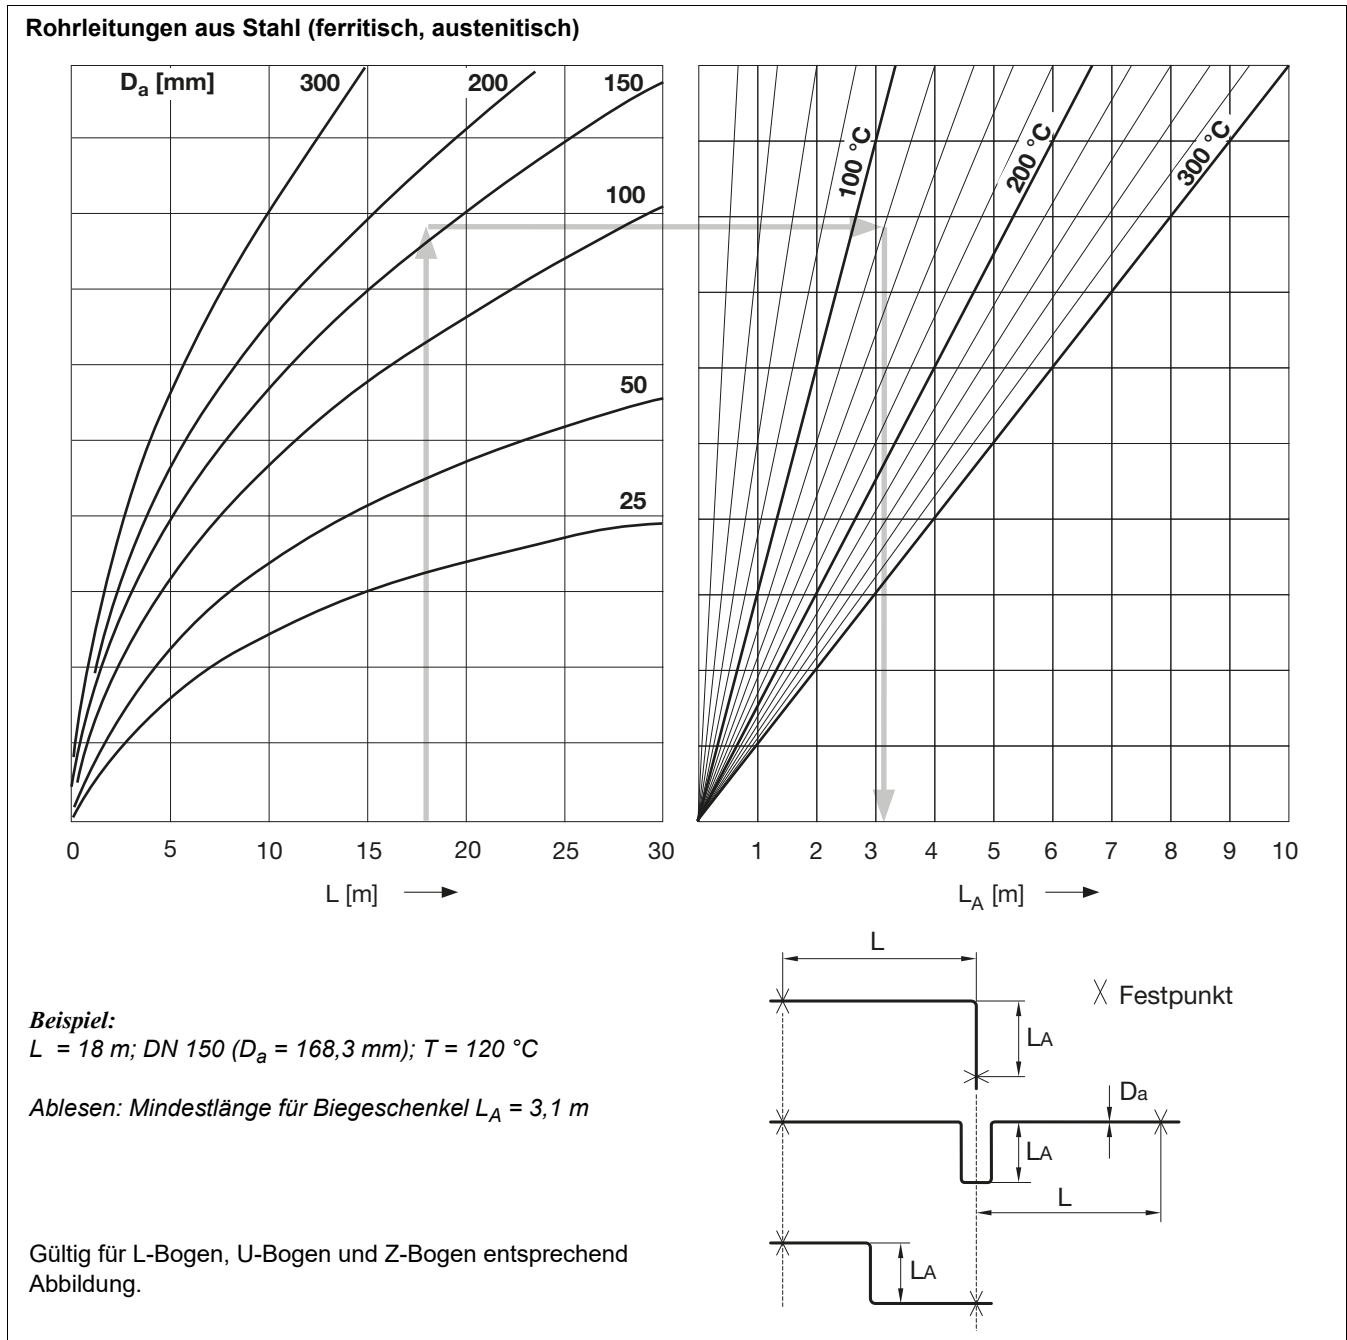 Rohrleitungen aus Stahl (ferritisch, austenitisch)
Da [mm]
300
200
150
100
50
25
100 °C
200 °C
300 °C
0 5 10 15 20 25 30
L [m]
1 2 3 4 5 6 7 8 9 10
LA [m]
L
Festpunkt
LA
Da
LA
L
LA
Beispiel:
L = 18 m; DN 150 (Da = 168,3 mm); T = 120 °C
Ablesen: Mindestlänge für Biegeschenkel LA = 3,1 m
Gültig für L-Bogen, U-Bogen und Z-Bogen entsprechend
Abbildung.